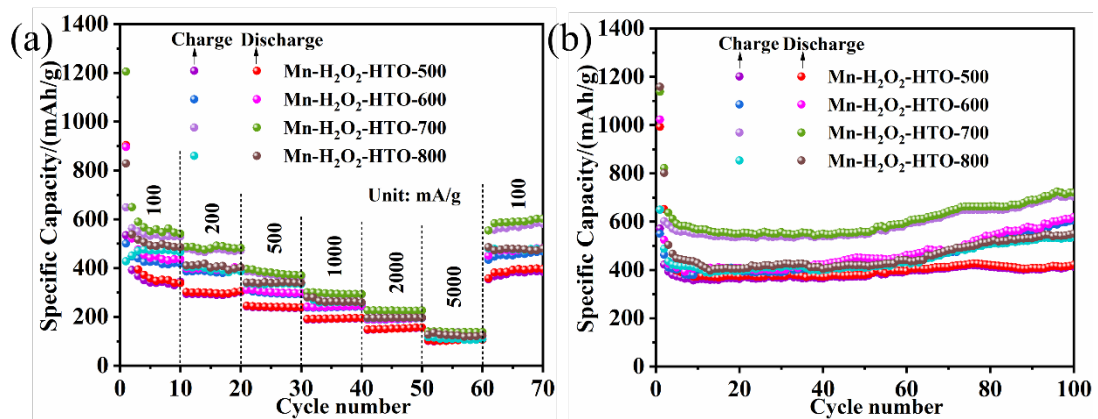 (a)
Specific Capacity/(mAh/g)
1400
1200
1000
800
600
400
200
0
Charge Discharge
Mn-H₂O₂-HTO-500
Mn-H₂O₂-HTO-600
Mn-H₂O₂-HTO-700
Mn-H₂O₂-HTO-800
Unit: mA/g
100
200
500
1000
2000
5000
100
0 10 20 30 40 50 60 70
Cycle number
(b)
Specific Capacity/(mAh/g)
1400
1200
1000
800
600
400
200
0
Charge Discharge
Mn-H₂O₂-HTO-500
Mn-H₂O₂-HTO-600
Mn-H₂O₂-HTO-700
Mn-H₂O₂-HTO-800
0 20 40 60 80 100
Cycle number